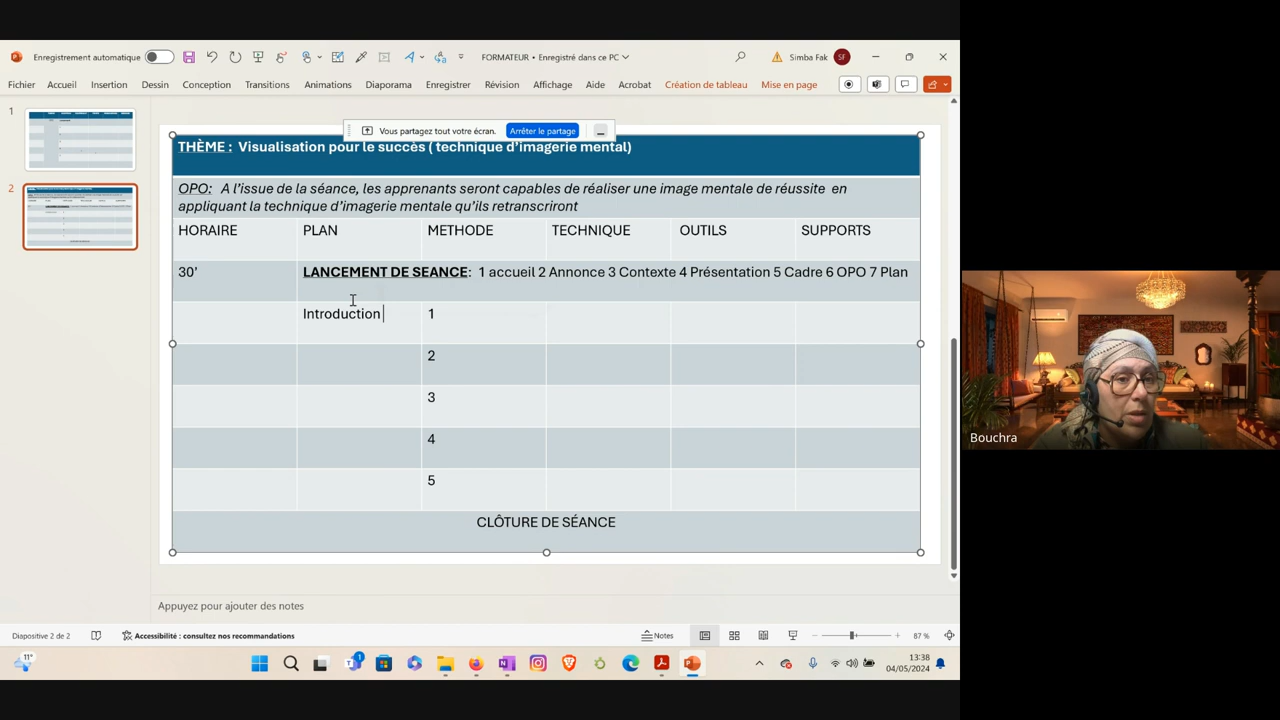 Enregistrement automatique
FORMATEUR • Enregistré dans ce PC
Simba Fak
SF
Fichier Accueil Insertion Dessin Conception Transitions Animations Diaporama Enregistrer Révision Affichage Aide Acrobat Création de tableau Mise en page
1
2
Vous partagez tout votre écran. Arrêter le partage
THÈME : Visualisation pour le succès ( technique d'imagerie mental)
OPO: A l'issue de la séance, les apprenants seront capables de réaliser une image mentale de réussite en
appliquant la technique d'imagerie mentale qu'ils retranscriront
HORAIRE PLAN METHODE TECHNIQUE OUTILS SUPPORTS
30' LANCEMENT DE SEANCE: 1 accueil 2 Annonce 3 Contexte 4 Présentation 5 Cadre 6 OPO 7 Plan
Introduction 1
2
3
4
5
CLÔTURE DE SÉANCE
Bouchra
Appuyez pour ajouter des notes
Diapositive 2 de 2
Accessibilité : consultez nos recommandations
Notes
87 %
11°
13:38
04/05/2024